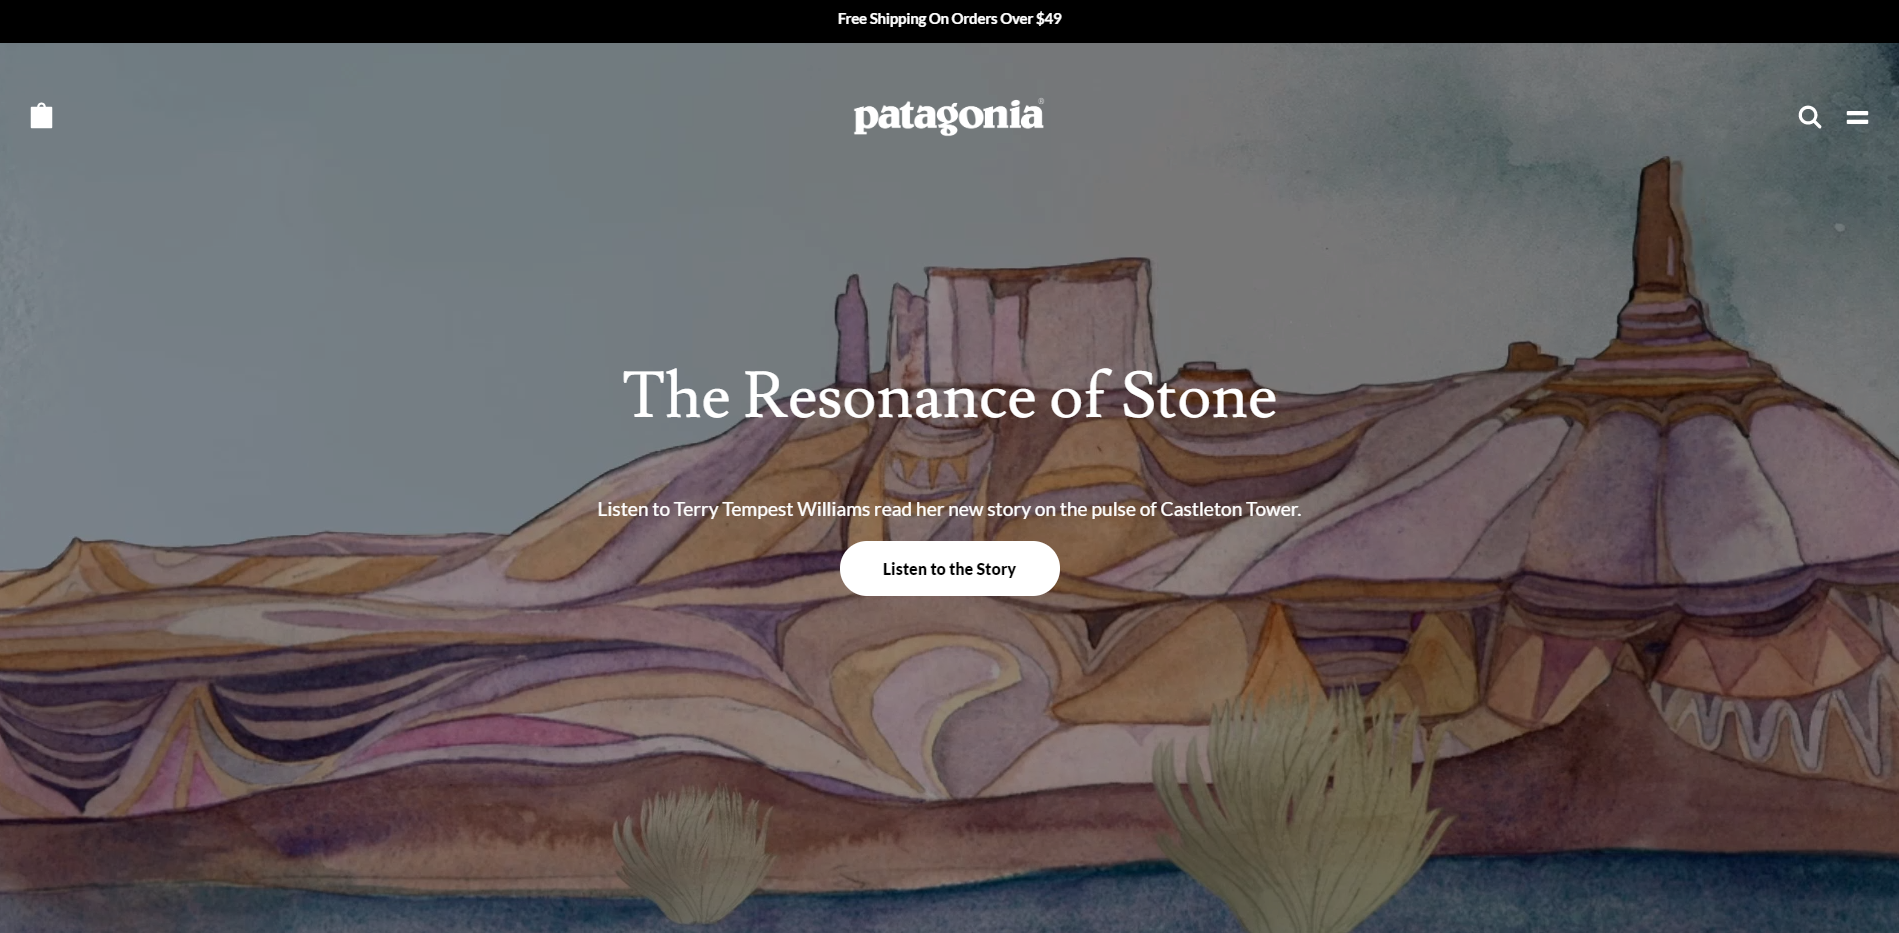 Free Shipping On Orders Over $49
patagonia®
The Resonance of Stone
Listen to Terry Tempest Williams read her new story on the pulse of Castleton Tower.
Listen to the Story